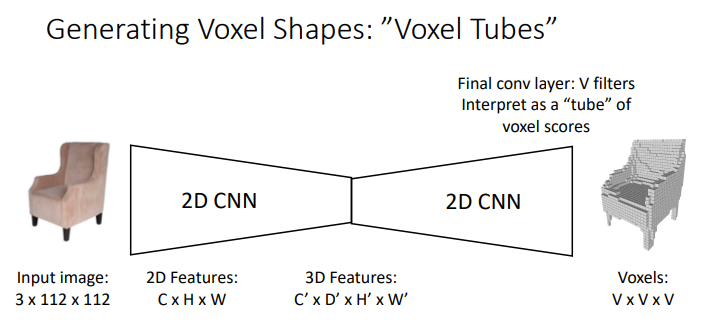 Generating Voxel Shapes: ”Voxel Tubes”
Final conv layer: V filters
Interpret as a “tube” of
voxel scores
2D CNN
2D CNN
Input image:
3 x 112 x 112
2D Features:
C x H x W
3D Features:
C’ x D’ x H’ x W’
Voxels:
V x V x V